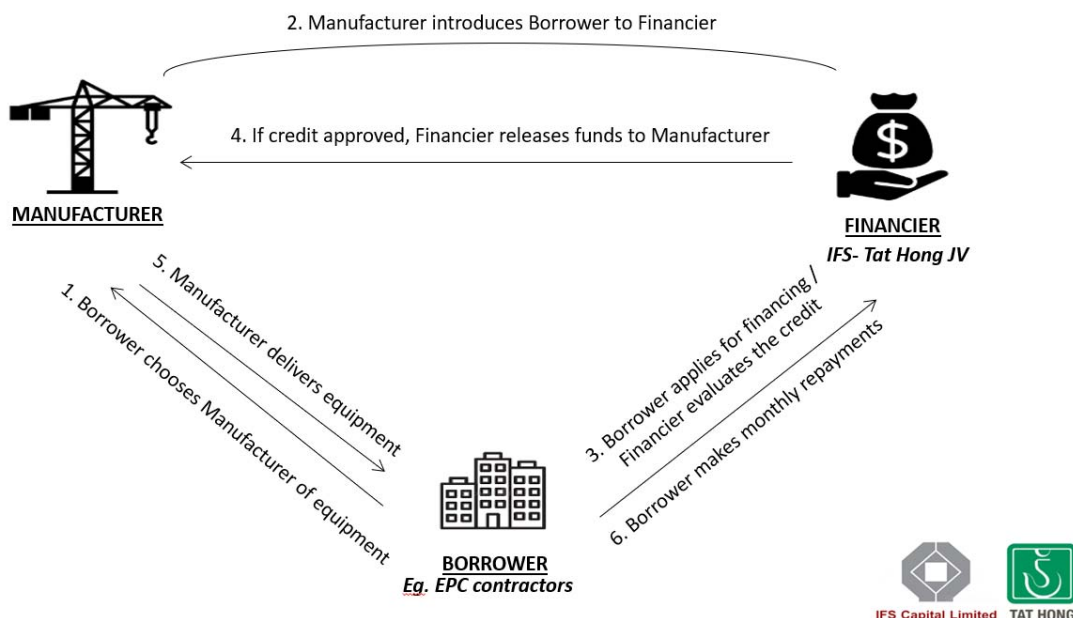 2. Manufacturer introduces Borrower to Financier
4. If credit approved, Financier releases funds to Manufacturer
$
MANUFACTURER
FINANCIER
IFS- Tat Hong JV
5. Manufacturer delivers equipment
1. Borrower chooses Manufacturer of equipment
3. Borrower applies for financing /
Financier evaluates the credit
6. Borrower makes monthly repayments
BORROWER
Eg. EPC contractors
IFS Capital Limited
TAT HONG